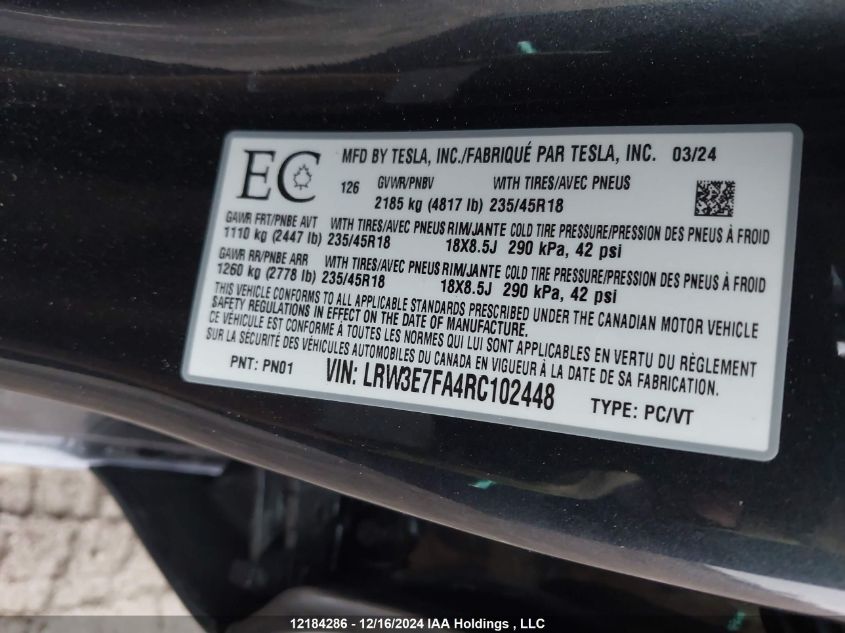 EC
MFD BY TESLA, INC./FABRIQUÉ PAR TESLA, INC. 03/24
126 GVWR/PNBV WITH TIRES/AVEC PNEUS
2185 kg (4817 lb) 235/45R18
GAWR FRT/PNBE AVT WITH TIRES/AVEC PNEUS RIM/JANTE COLD TIRE PRESSURE/PRESSION DES PNEUS À FROID
1110 kg (2447 lb) 235/45R18 18X8.5J 290 kPa, 42 psi
GAWR RR/PNBE ARR WITH TIRES/AVEC PNEUS RIM/JANTE COLD TIRE PRESSURE/PRESSION DES PNEUS À FROID
1260 kg (2778 lb) 235/45R18 18X8.5J 290 kPa, 42 psi
THIS VEHICLE CONFORMS TO ALL APPLICABLE STANDARDS PRESCRIBED UNDER THE CANADIAN MOTOR VEHICLE
SAFETY REGULATIONS IN EFFECT ON THE DATE OF MANUFACTURE.
CE VÉHICULE EST CONFORME À TOUTES LES NORMES QUI LUI SONT APPLICABLES EN VERTU DU RÈGLEMENT
SUR LA SÉCURITÉ DES VÉHICULES AUTOMOBILES DU CANADA EN VIGUEUR À LA DATE DE SA FABRICATION.
PNT: PN01 VIN: LRW3E7FA4RC102448 TYPE: PC/VT
12184286 - 12/16/2024 IAA Holdings , LLC